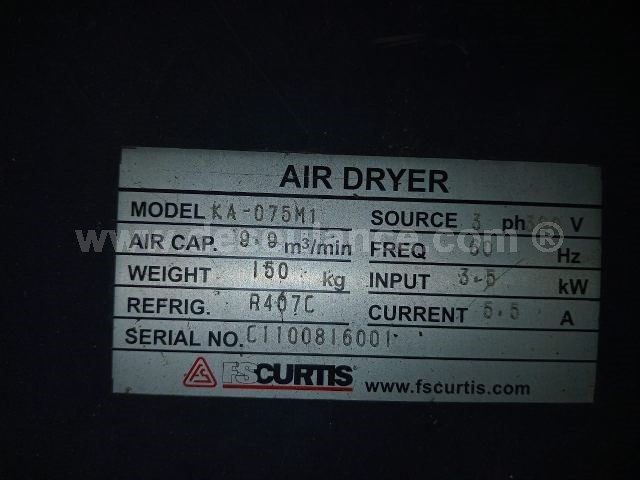 AIR DRYER
MODEL KA-075M1 SOURCE 3 ph V
AIR CAP. 9.9 m³/min FREQ 60 Hz
WEIGHT 150 kg INPUT 3.5 kW
REFRIG. R407C CURRENT 5.5 A
SERIAL NO. C1100816001
FS FSCURTIS® www.fscurtis.com